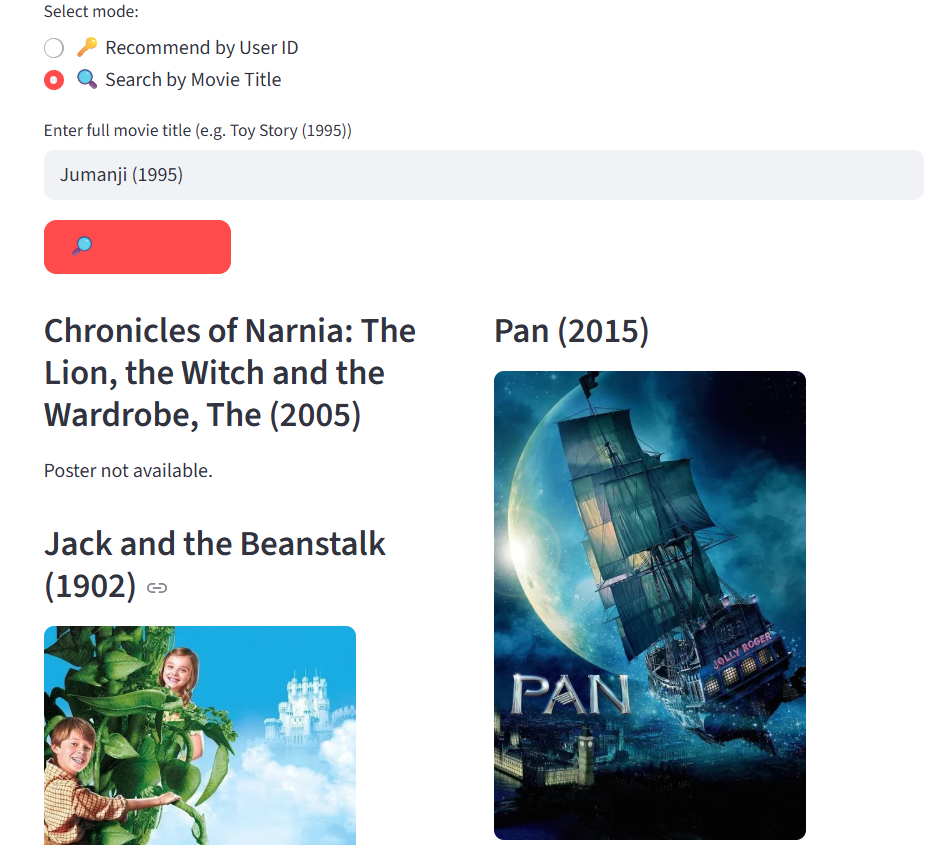 Select mode:
Recommend by User ID
Search by Movie Title
Enter full movie title (e.g. Toy Story (1995))
Jumanji (1995)
Chronicles of Narnia: The
Lion, the Witch and the
Wardrobe, The (2005)
Poster not available.
Jack and the Beanstalk
(1902)
Pan (2015)
JOLLY ROGER
PAN